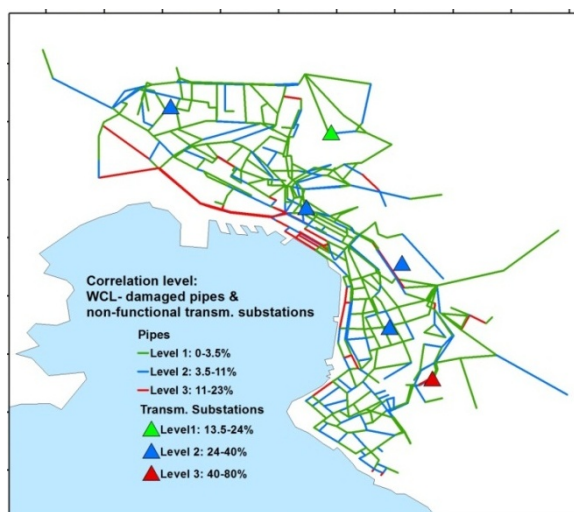 Correlation level:
WCL- damaged pipes &
non-functional transm. substations
Pipes
Level 1: 0-3.5%
Level 2: 3.5-11%
Level 3: 11-23%
Transm. Substations
Level1: 13.5-24%
Level 2: 24-40%
Level 3: 40-80%